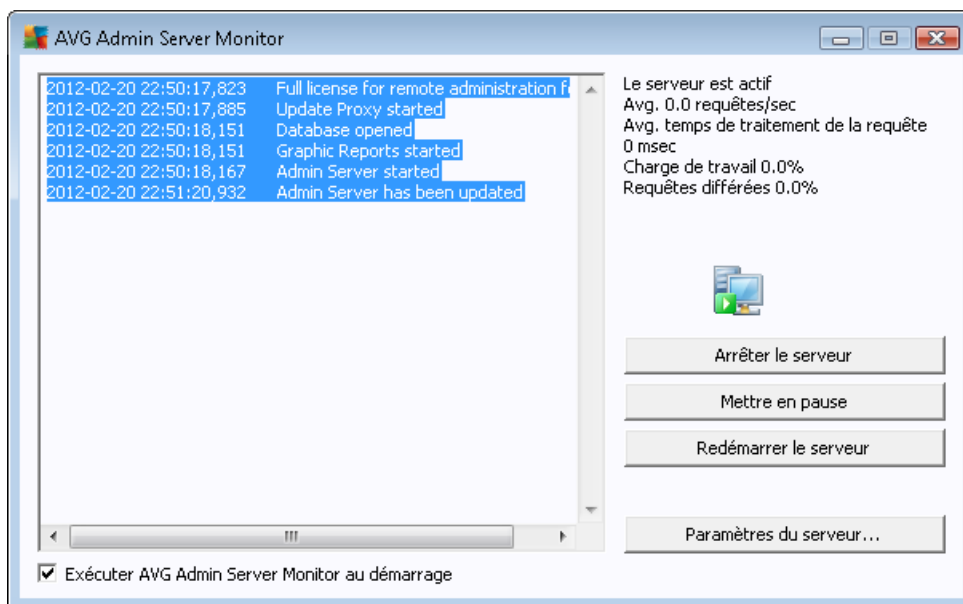 AVG Admin Server Monitor
2012-02-20 22:50:17,823 Full license for remote administration
2012-02-20 22:50:17,885 Update Proxy started
2012-02-20 22:50:18,151 Database opened
2012-02-20 22:50:18,151 Graphic Reports started
2012-02-20 22:50:18,167 Admin Server started
2012-02-20 22:51:20,932 Admin Server has been updated
Le serveur est actif
Avg. 0.0 requêtes/sec
Avg. temps de traitement de la requête
0 msec
Charge de travail 0.0%
Requêtes différées 0.0%
Arrêter le serveur
Mettre en pause
Redémarrer le serveur
Paramètres du serveur...
Exécuter AVG Admin Server Monitor au démarrage